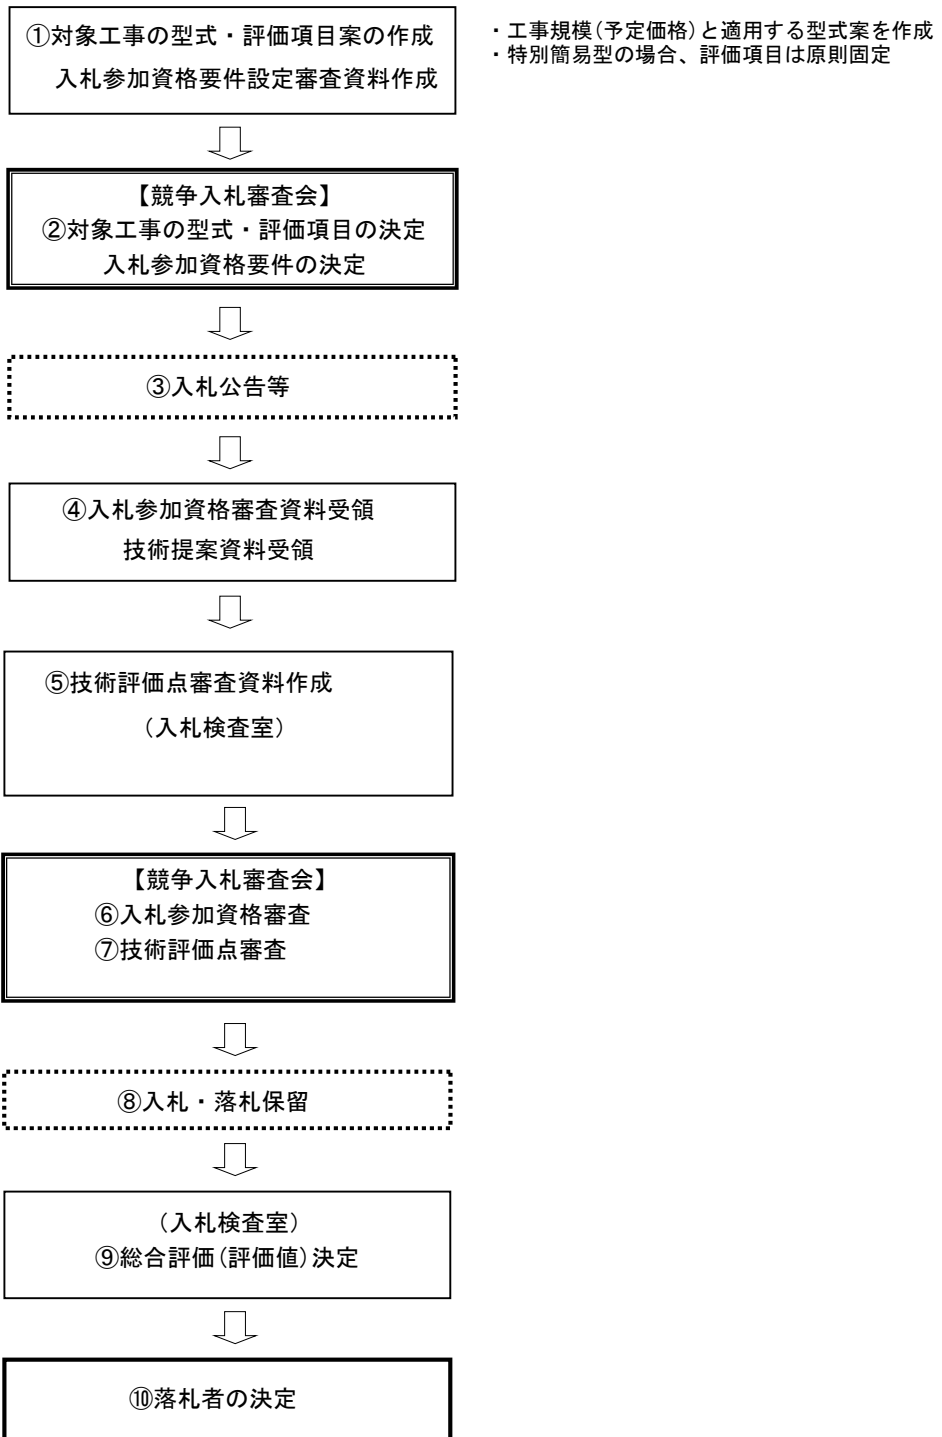 ①対象工事の型式・評価項目案の作成
入札参加資格要件設定審査資料作成
・工事規模(予定価格)と適用する型式案を作成
・特別簡易型の場合、評価項目は原則固定
【競争入札審査会】
②対象工事の型式・評価項目の決定
入札参加資格要件の決定
③入札公告等
④入札参加資格審査資料受領
技術提案資料受領
⑤技術評価点審査資料作成
（入札検査室）
【競争入札審査会】
⑥入札参加資格審査
⑦技術評価点審査
⑧入札・落札保留
（入札検査室）
⑨総合評価(評価値)決定
⑩落札者の決定